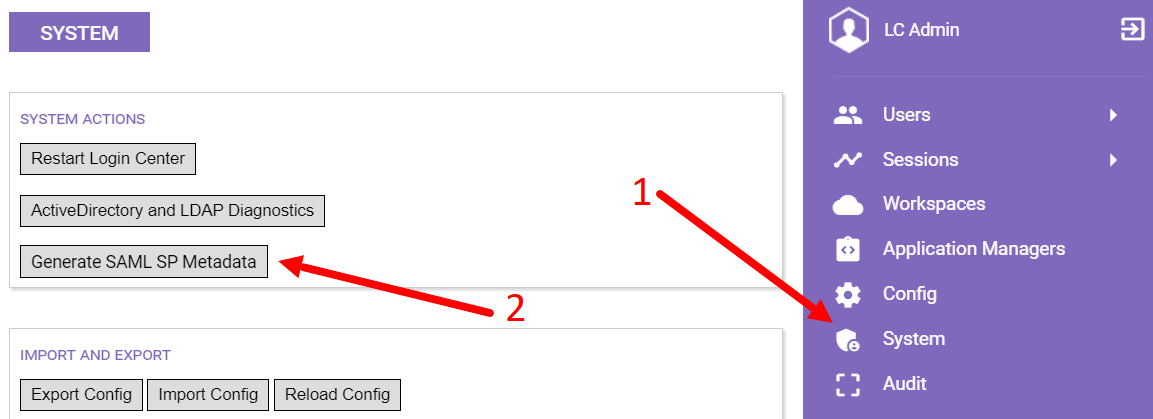 SYSTEM
SYSTEM ACTIONS
Restart Login Center
ActiveDirectory and LDAP Diagnostics
Generate SAML SP Metadata
2
IMPORT AND EXPORT
Export Config Import Config Reload Config
LC Admin
Users
Sessions
1
Workspaces
Application Managers
Config
System
Audit